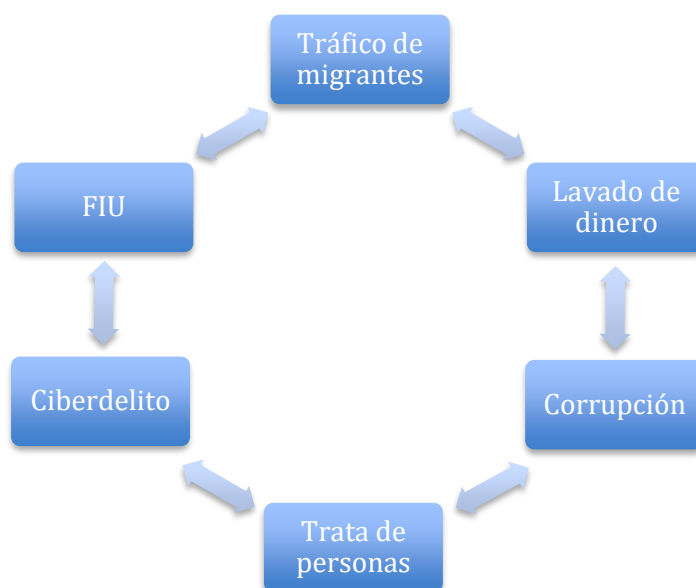 Tráfico de
migrantes
FIU
Lavado de
dinero
Ciberdelito
Corrupción
Trata de
personas